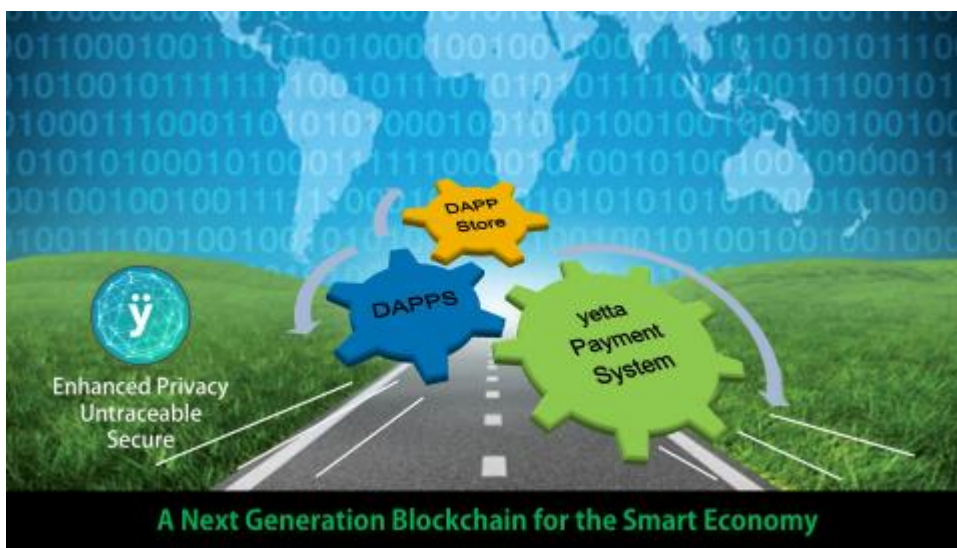 DAPP
Store
DAPPS
yetta
Payment
System
ÿ
Enhanced Privacy
Untraceable
Secure
A Next Generation Blockchain for the Smart Economy